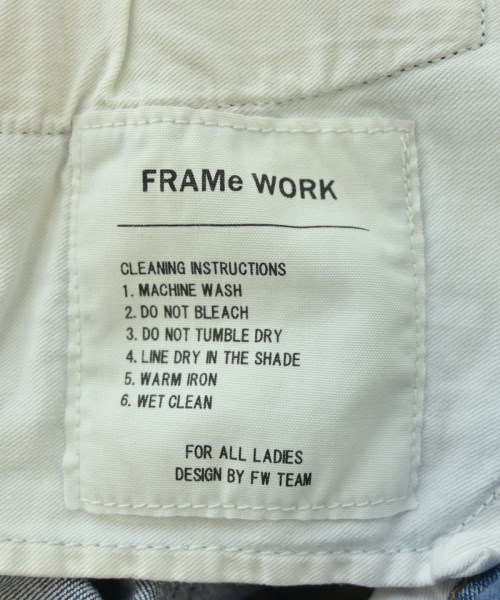 FRAMe WORK
CLEANING INSTRUCTIONS
1. MACHINE WASH
2. DO NOT BLEACH
3. DO NOT TUMBLE DRY
4. LINE DRY IN THE SHADE
5. WARM IRON
6. WET CLEAN
FOR ALL LADIES
DESIGN BY FW TEAM